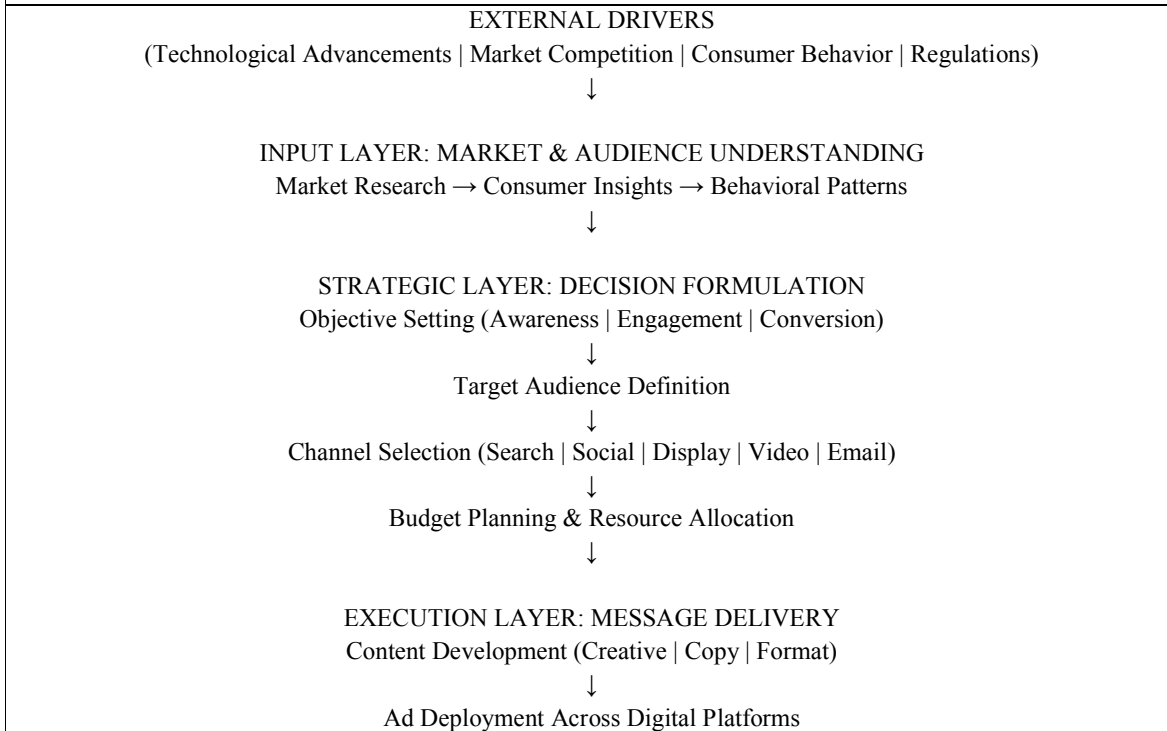 EXTERNAL DRIVERS
(Technological Advancements | Market Competition | Consumer Behavior | Regulations)
↓
INPUT LAYER: MARKET & AUDIENCE UNDERSTANDING
Market Research → Consumer Insights → Behavioral Patterns
↓
STRATEGIC LAYER: DECISION FORMULATION
Objective Setting (Awareness | Engagement | Conversion)
↓
Target Audience Definition
↓
Channel Selection (Search | Social | Display | Video | Email)
↓
Budget Planning & Resource Allocation
↓
EXECUTION LAYER: MESSAGE DELIVERY
Content Development (Creative | Copy | Format)
↓
Ad Deployment Across Digital Platforms